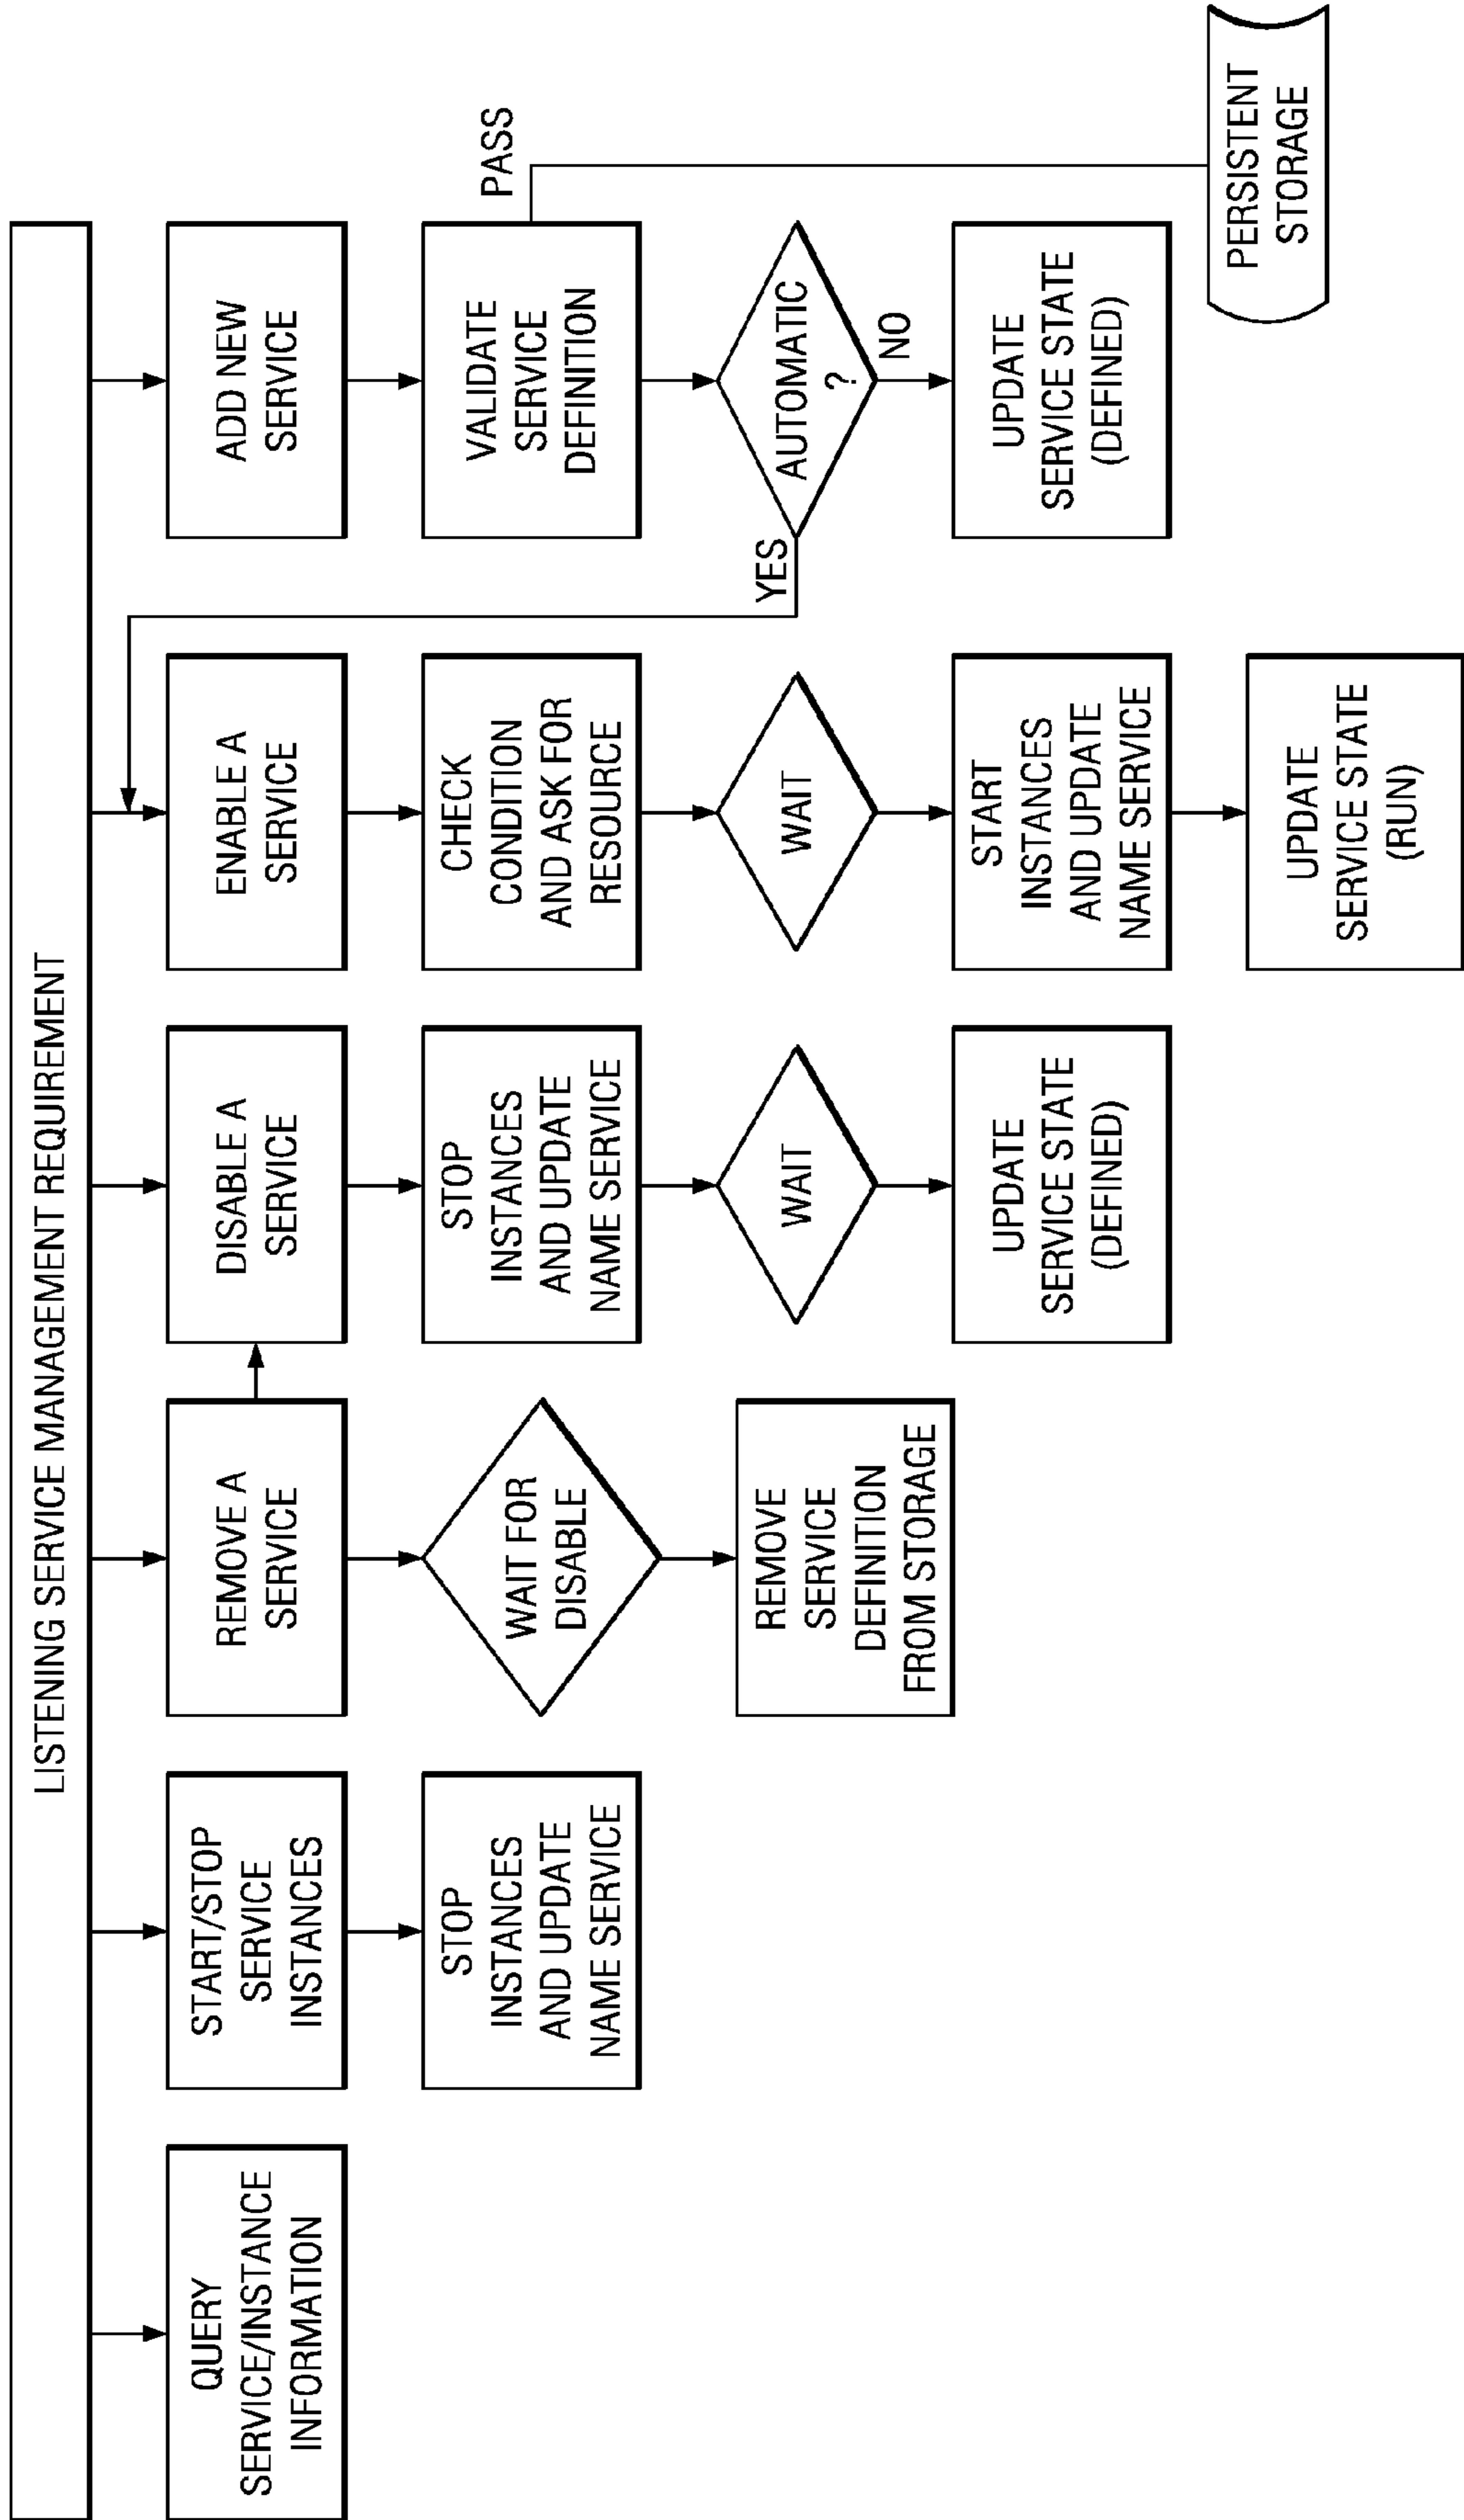 LISTENING SERVICE MANAGEMENT REQUIREMENT
QUERY
SERVICE/INSTANCE
INFORMATION
START/STOP
SERVICE
INSTANCES
STOP
INSTANCES
AND UPDATE
NAME SERVICE
REMOVE A
SERVICE
WAIT FOR
DISABLE
REMOVE
SERVICE
DEFINITION
FROM STORAGE
DISABLE A
SERVICE
STOP
INSTANCES
AND UPDATE
NAME SERVICE
WAIT
UPDATE
SERVICE STATE
(DEFINED)
ENABLE A
SERVICE
CHECK
CONDITION
AND ASK FOR
RESOURCE
WAIT
START
INSTANCES
AND UPDATE
NAME SERVICE
UPDATE
SERVICE STATE
(RUN)
ADD NEW
SERVICE
VALIDATE
SERVICE
DEFINITION
PASS
AUTOMATIC
?
YES
NO
UPDATE
SERVICE STATE
(DEFINED)
PERSISTENT
STORAGE